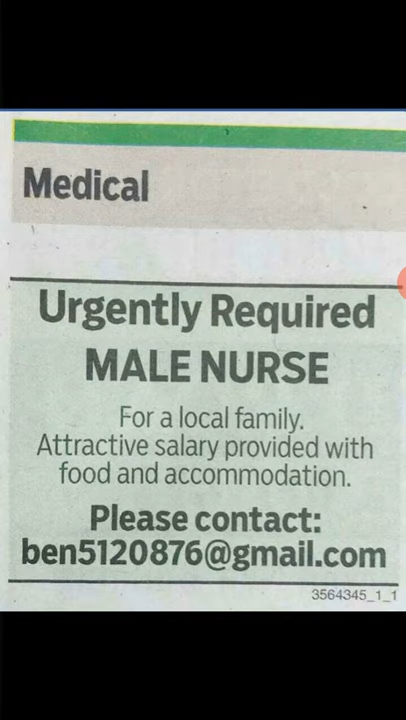 Medical
Urgently Required
MALE NURSE
For a local family.
Attractive salary provided with
food and accommodation.
Please contact:
ben5120876@gmail.com
3564345_1_1